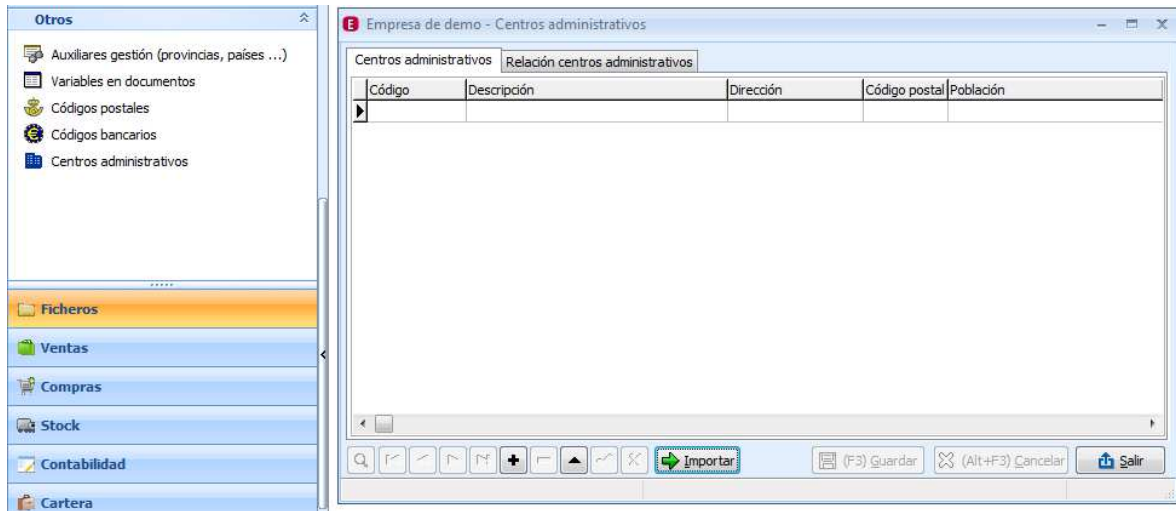 Otros
Auxiliares gestión (provincias, países ...)
Variables en documentos
Códigos postales
Códigos bancarios
Centros administrativos
Ficheros
Ventas
Compras
Stock
Contabilidad
Cartera
Empresa de demo - Centros administrativos
Centros administrativos Relación centros administrativos
Código Descripción Dirección Código postal Población
Importar (F3) Guardar (Alt+F3) Cancelar Salir